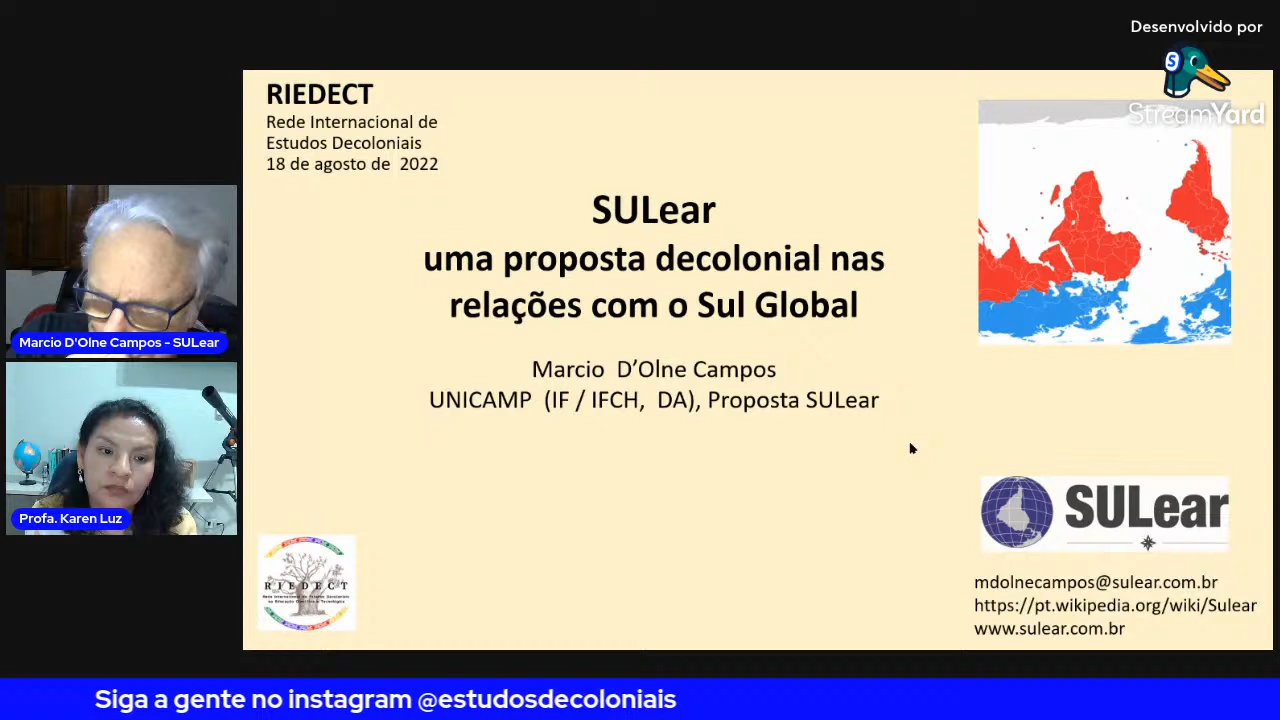 Desenvolvido por
StreamYard
RIEDECT
Rede Internacional de
Estudos Decoloniais
18 de agosto de 2022
SULear
uma proposta decolonial nas
relações com o Sul Global
Marcio D’Olne Campos
UNICAMP (IF / IFCH, DA), Proposta SULear
Marcio D'Olne Campos - SULear
Profa. Karen Luz
RIEDECT
SULear
mdolnecampos@sulear.com.br
https://pt.wikipedia.org/wiki/Sulear
www.sulear.com.br
Siga a gente no instagram @estudosdecoloniais